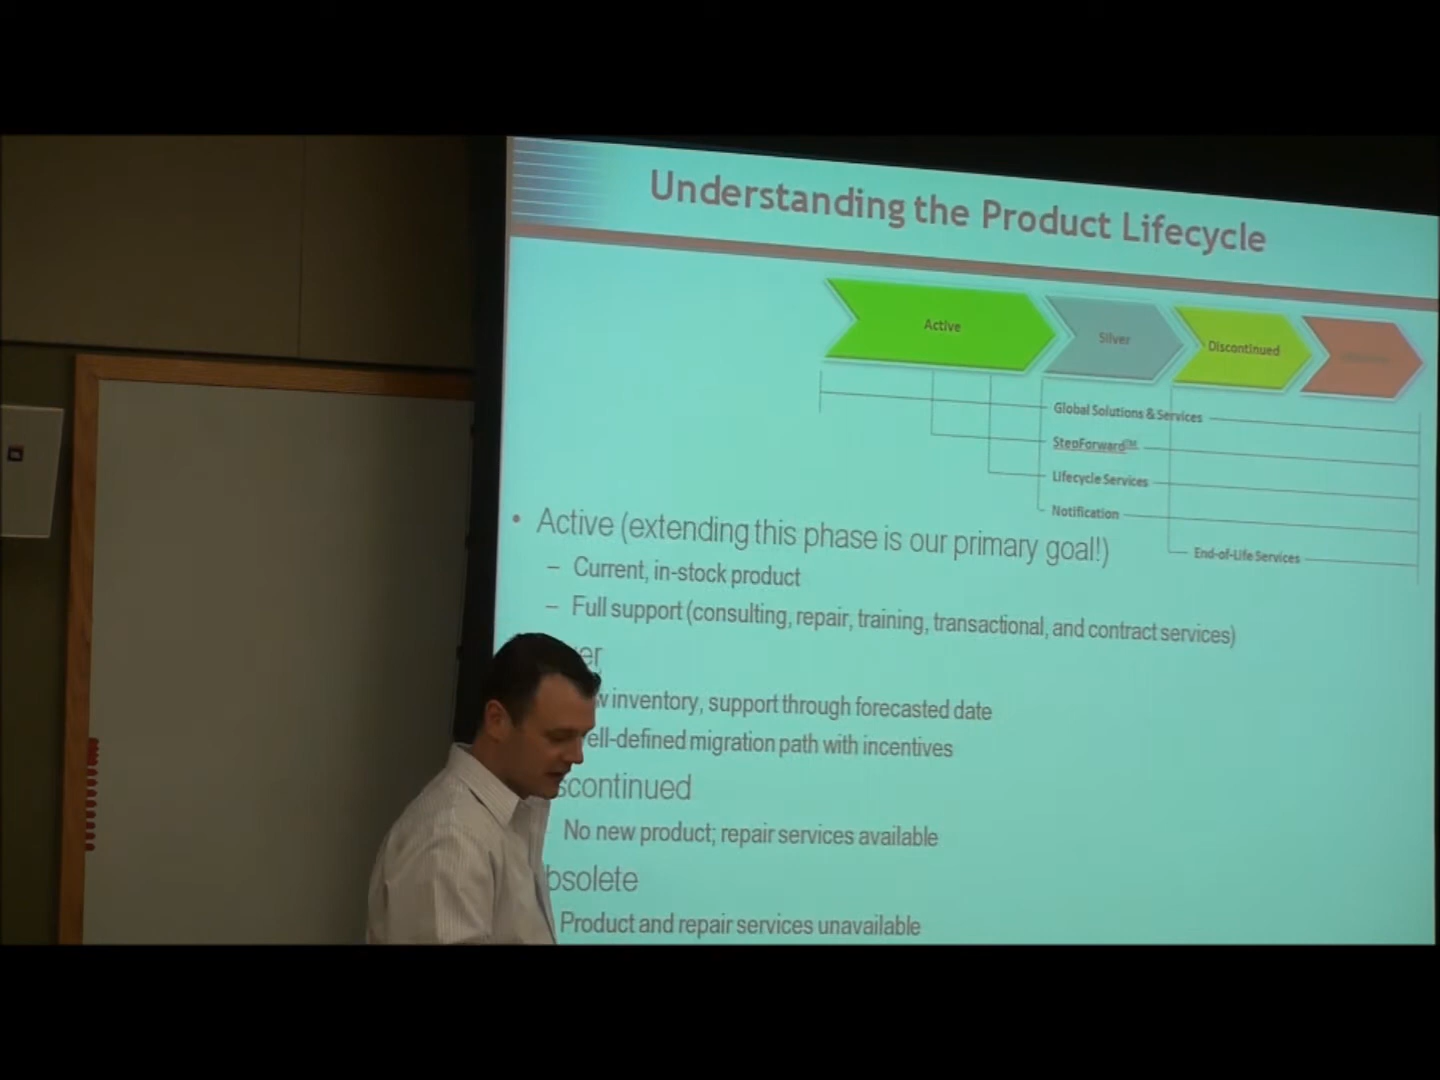 Understanding the Product Lifecycle
Active
Silver
Discontinued
Global Solutions & Services
StepForward™
Lifecycle Services
Notification
End-of-Life Services
• Active (extending this phase is our primary goal!)
– Current, in-stock product
– Full support (consulting, repair, training, transactional, and contract services)
er
w inventory, support through forecasted date
ell-defined migration path with incentives
scontinued
No new product; repair services available
bsolete
Product and repair services unavailable